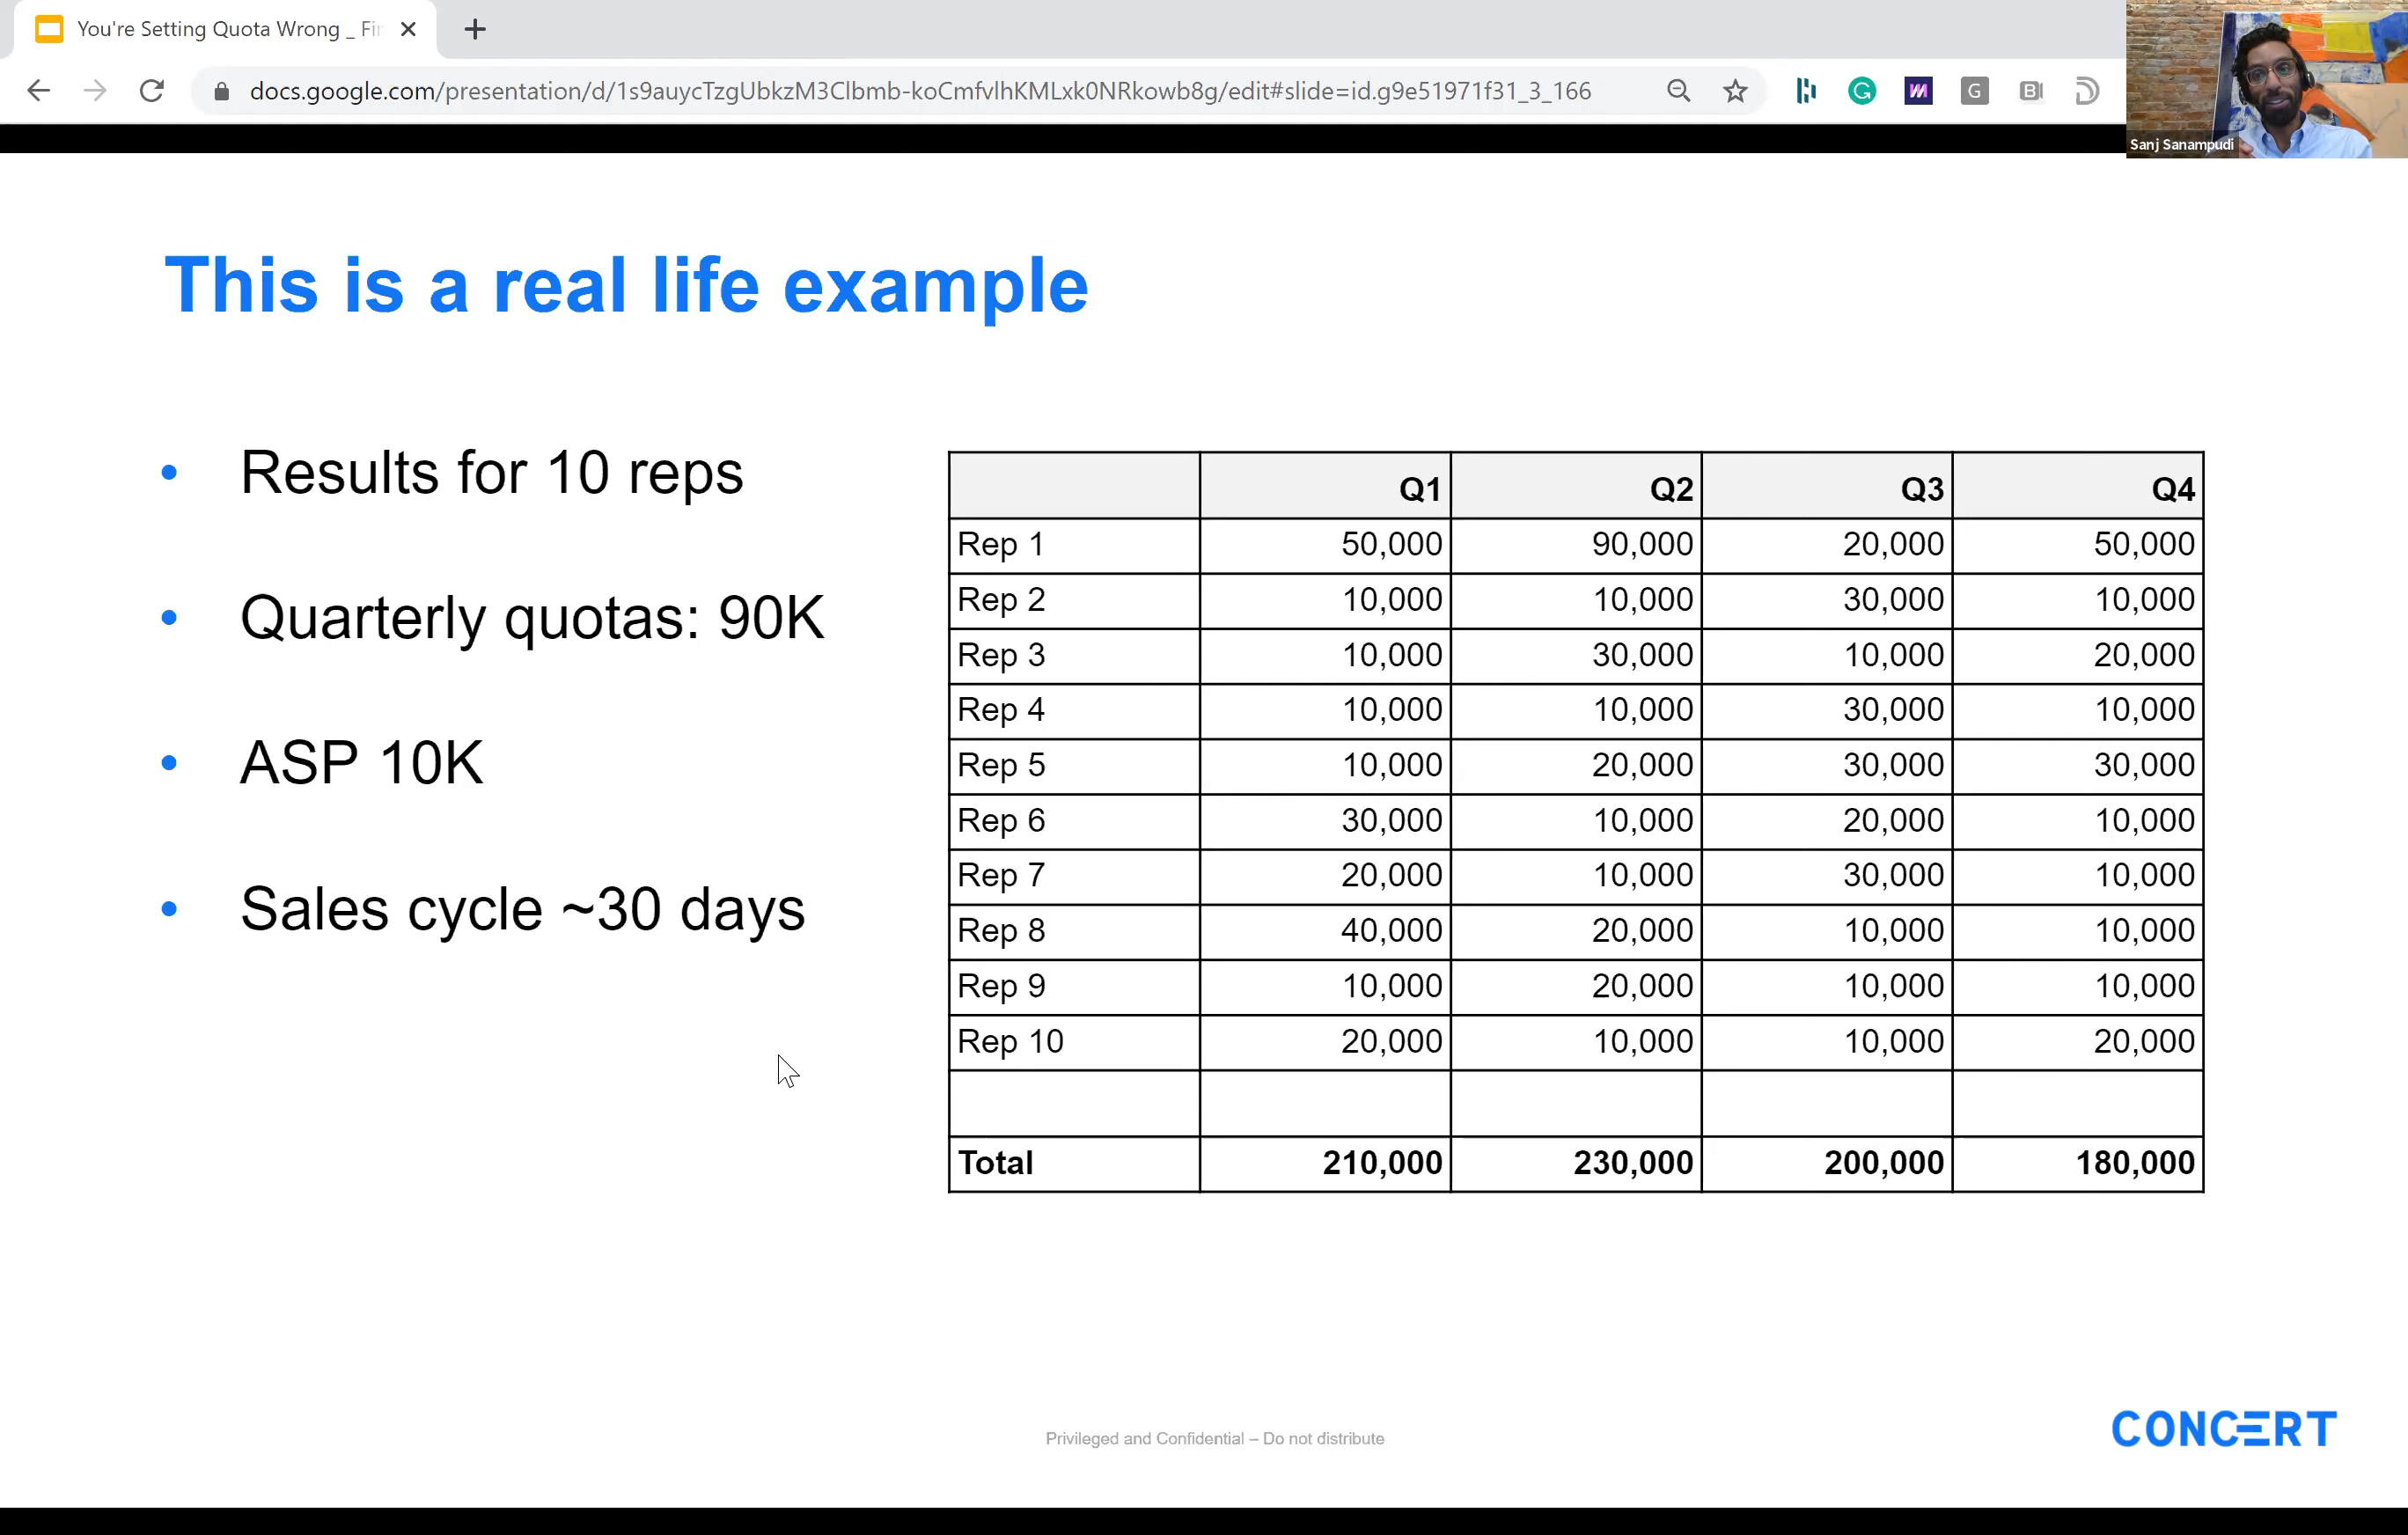 You're Setting Quota Wrong _ Fi
docs.google.com/presentation/d/1s9auycTzgUbkzM3Clbmb-koCmfvlhKMLxk0NRkowb8g/edit#slide=id.g9e51971f31_3_166
Sanj Sanampudi
This is a real life example
• Results for 10 reps
• Quarterly quotas: 90K
• ASP 10K
• Sales cycle ~30 days
Q1 Q2 Q3 Q4
Rep 1 50,000 90,000 20,000 50,000
Rep 2 10,000 10,000 30,000 10,000
Rep 3 10,000 30,000 10,000 20,000
Rep 4 10,000 10,000 30,000 10,000
Rep 5 10,000 20,000 30,000 30,000
Rep 6 30,000 10,000 20,000 10,000
Rep 7 20,000 10,000 30,000 10,000
Rep 8 40,000 20,000 10,000 10,000
Rep 9 10,000 20,000 10,000 10,000
Rep 10 20,000 10,000 10,000 20,000
Total 210,000 230,000 200,000 180,000
Privileged and Confidential – Do not distribute
CONCERT